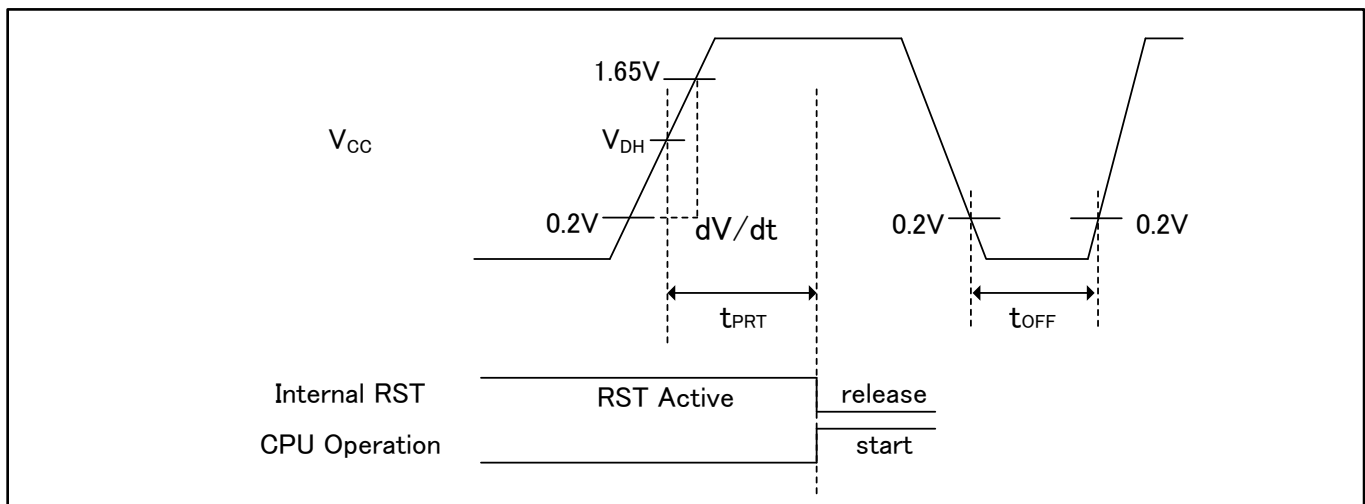 1.65V
VCC
VDH
0.2V
dV/dt
0.2V
0.2V
tPRT
tOFF
Internal RST
RST Active
release
CPU Operation
start